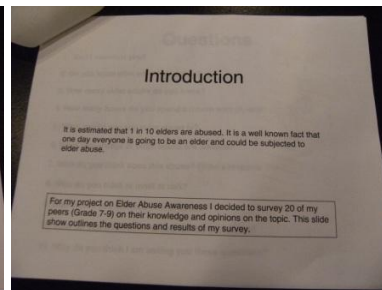 Introduction
It is estimated that 1 in 10 elders are abused. It is a well known fact that
one day everyone is going to be an elder and could be subjected to
elder abuse.
For my project on Elder Abuse Awareness I decided to survey 20 of my
peers (Grade 7-9) on their knowledge and opinions on the topic. This slide
show outlines the questions and results of my survey.